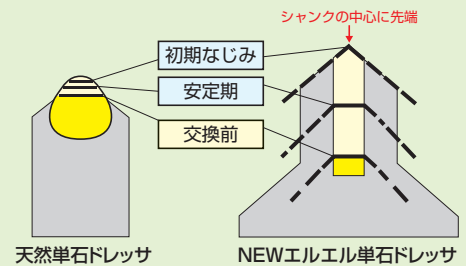 シャンクの中心に先端
初期なじみ
安定期
交換前
天然単石ドレッサ
NEWエルエル単石ドレッサ